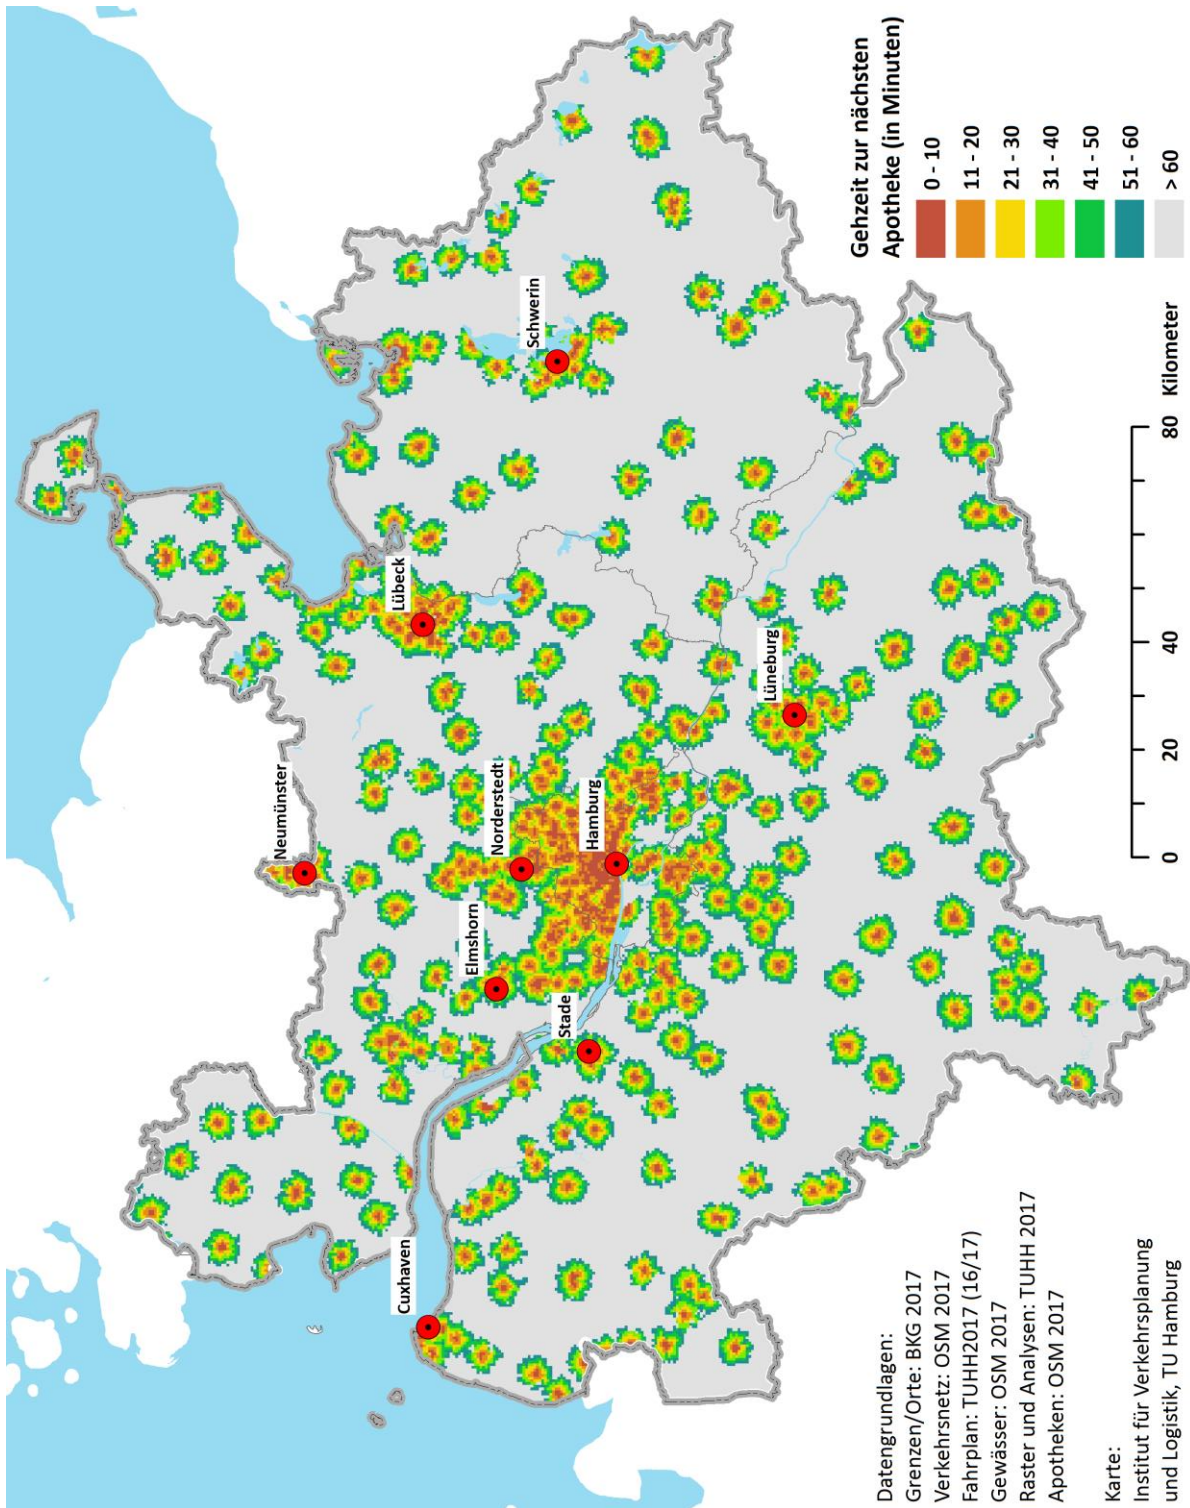 Neumünster
Lübeck
Schwerin
Elmshorn
Norderstedt
Hamburg
Stade
Cuxhaven
Lüneburg
Datengrundlagen:
Grenzen/Orte: BKG 2017
Verkehrsnetz: OSM 2017
Fahrplan: TUHH2017 (16/17)
Gewässer: OSM 2017
Raster und Analysen: TUHH 2017
Apotheken: OSM 2017
Karte:
Institut für Verkehrsplanung
und Logistik, TU Hamburg
0 20 40 80 Kilometer
Gehzeit zur nächsten
Apotheke (in Minuten)
0 - 10
11 - 20
21 - 30
31 - 40
41 - 50
51 - 60
> 60